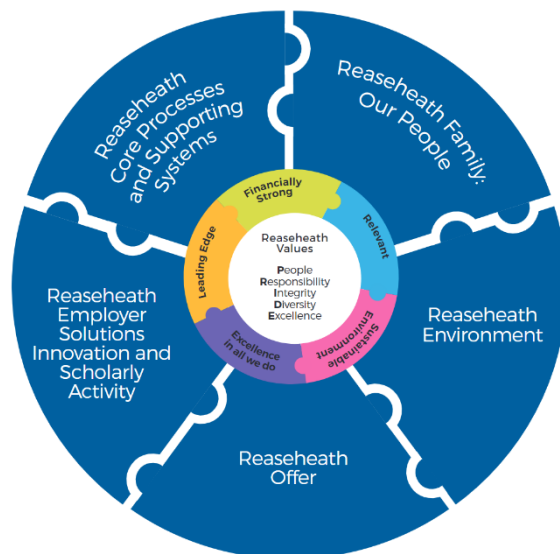 Reaseheath
Core Processes
and Supporting
Systems
Reaseheath Family:
Our People
Reaseheath
Environment
Reaseheath
Offer
Reaseheath
Employer
Solutions
Innovation and
Scholarly
Activity
Financially
Strong
Relevant
Sustainable
Environment
Excellence
in all we do
Leading Edge
Reaseheath
Values
People
Responsibility
Integrity
Diversity
Excellence